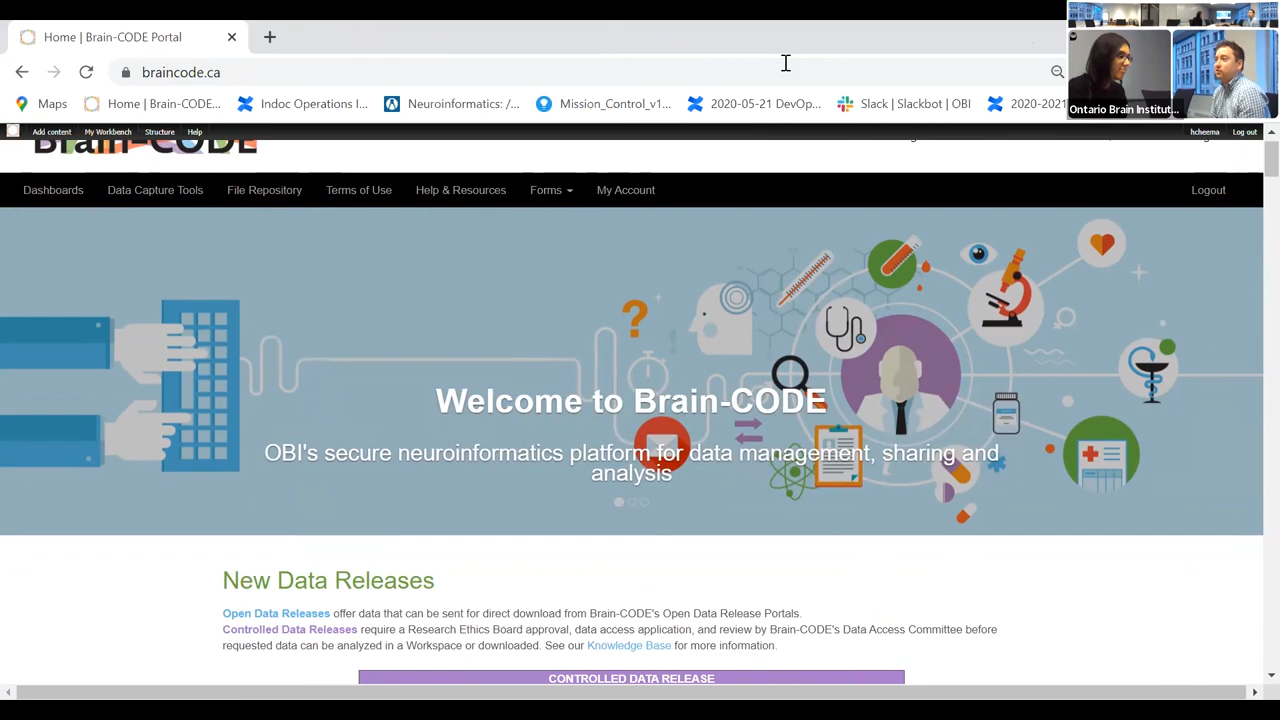 Home | Brain-CODE Portal
braincode.ca
Maps
Home | Brain-CODE...
Indoc Operations I...
Neuroinformatics: /...
Mission_Control_v1...
2020-05-21 DevOp...
Slack | Slackbot | OBI
2020-2021
Ontario Brain Institut...
Add content
My Workbench
Structure
Help
hcheema
Log out
Brain-CODE
Dashboards
Data Capture Tools
File Repository
Terms of Use
Help & Resources
Forms
My Account
Logout
?
Welcome to Brain-CODE
OBI's secure neuroinformatics platform for data management, sharing and
analysis
New Data Releases
Open Data Releases offer data that can be sent for direct download from Brain-CODE's Open Data Release Portals.
Controlled Data Releases require a Research Ethics Board approval, data access application, and review by Brain-CODE's Data Access Committee before
requested data can be analyzed in a Workspace or downloaded. See our Knowledge Base for more information.
CONTROLLED DATA RELEASE